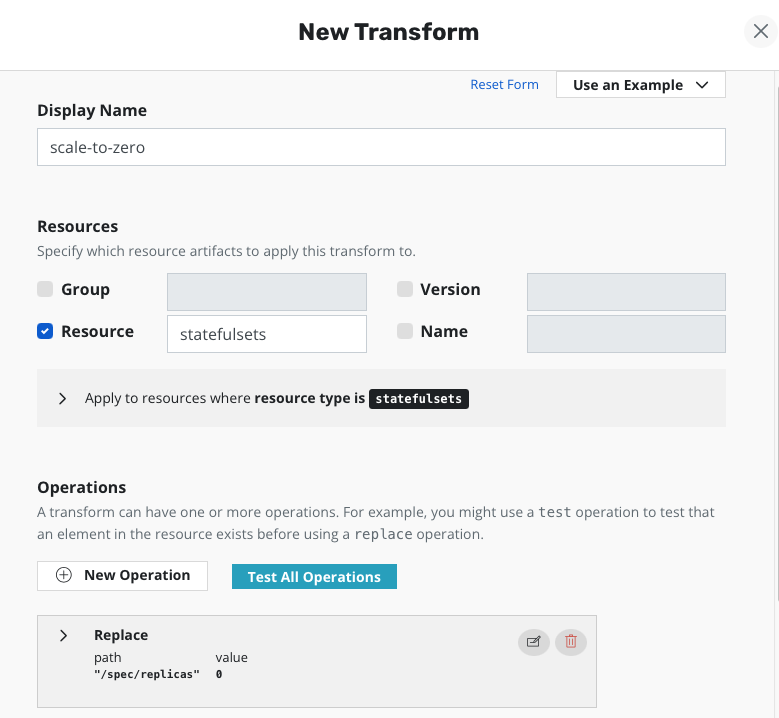 New Transform
Reset Form
Use an Example
Display Name
scale-to-zero
Resources
Specify which resource artifacts to apply this transform to.
Group
Version
Resource
statefulsets
Name
Apply to resources where resource type is statefulsets
Operations
A transform can have one or more operations. For example, you might use a test operation to test that
an element in the resource exists before using a replace operation.
New Operation
Test All Operations
Replace
path value
"/spec/replicas" 0